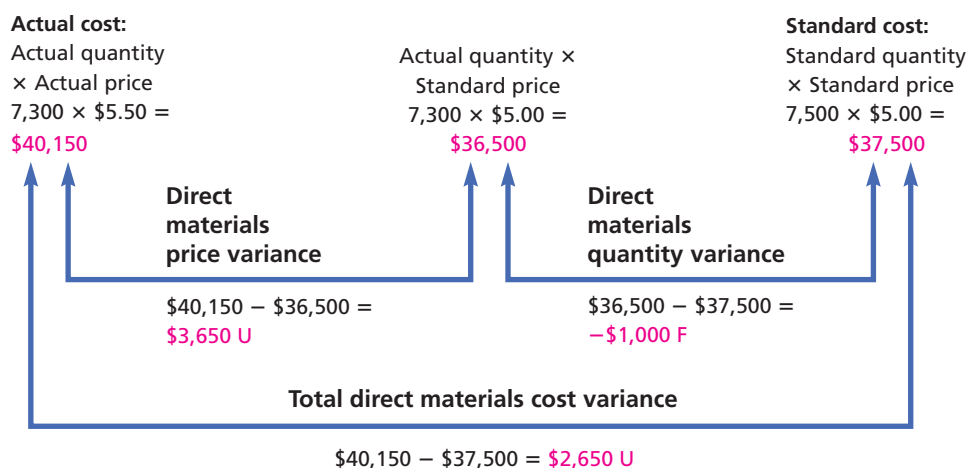 Actual cost:
Actual quantity
× Actual price
7,300 × $5.50 =
$40,150
Actual quantity ×
Standard price
7,300 × $5.00 =
$36,500
Standard cost:
Standard quantity
× Standard price
7,500 × $5.00 =
$37,500
Direct
materials
price variance
$40,150 − $36,500 =
$3,650 U
Direct
materials
quantity variance
$36,500 − $37,500 =
−$1,000 F
Total direct materials cost variance
$40,150 − $37,500 = $2,650 U